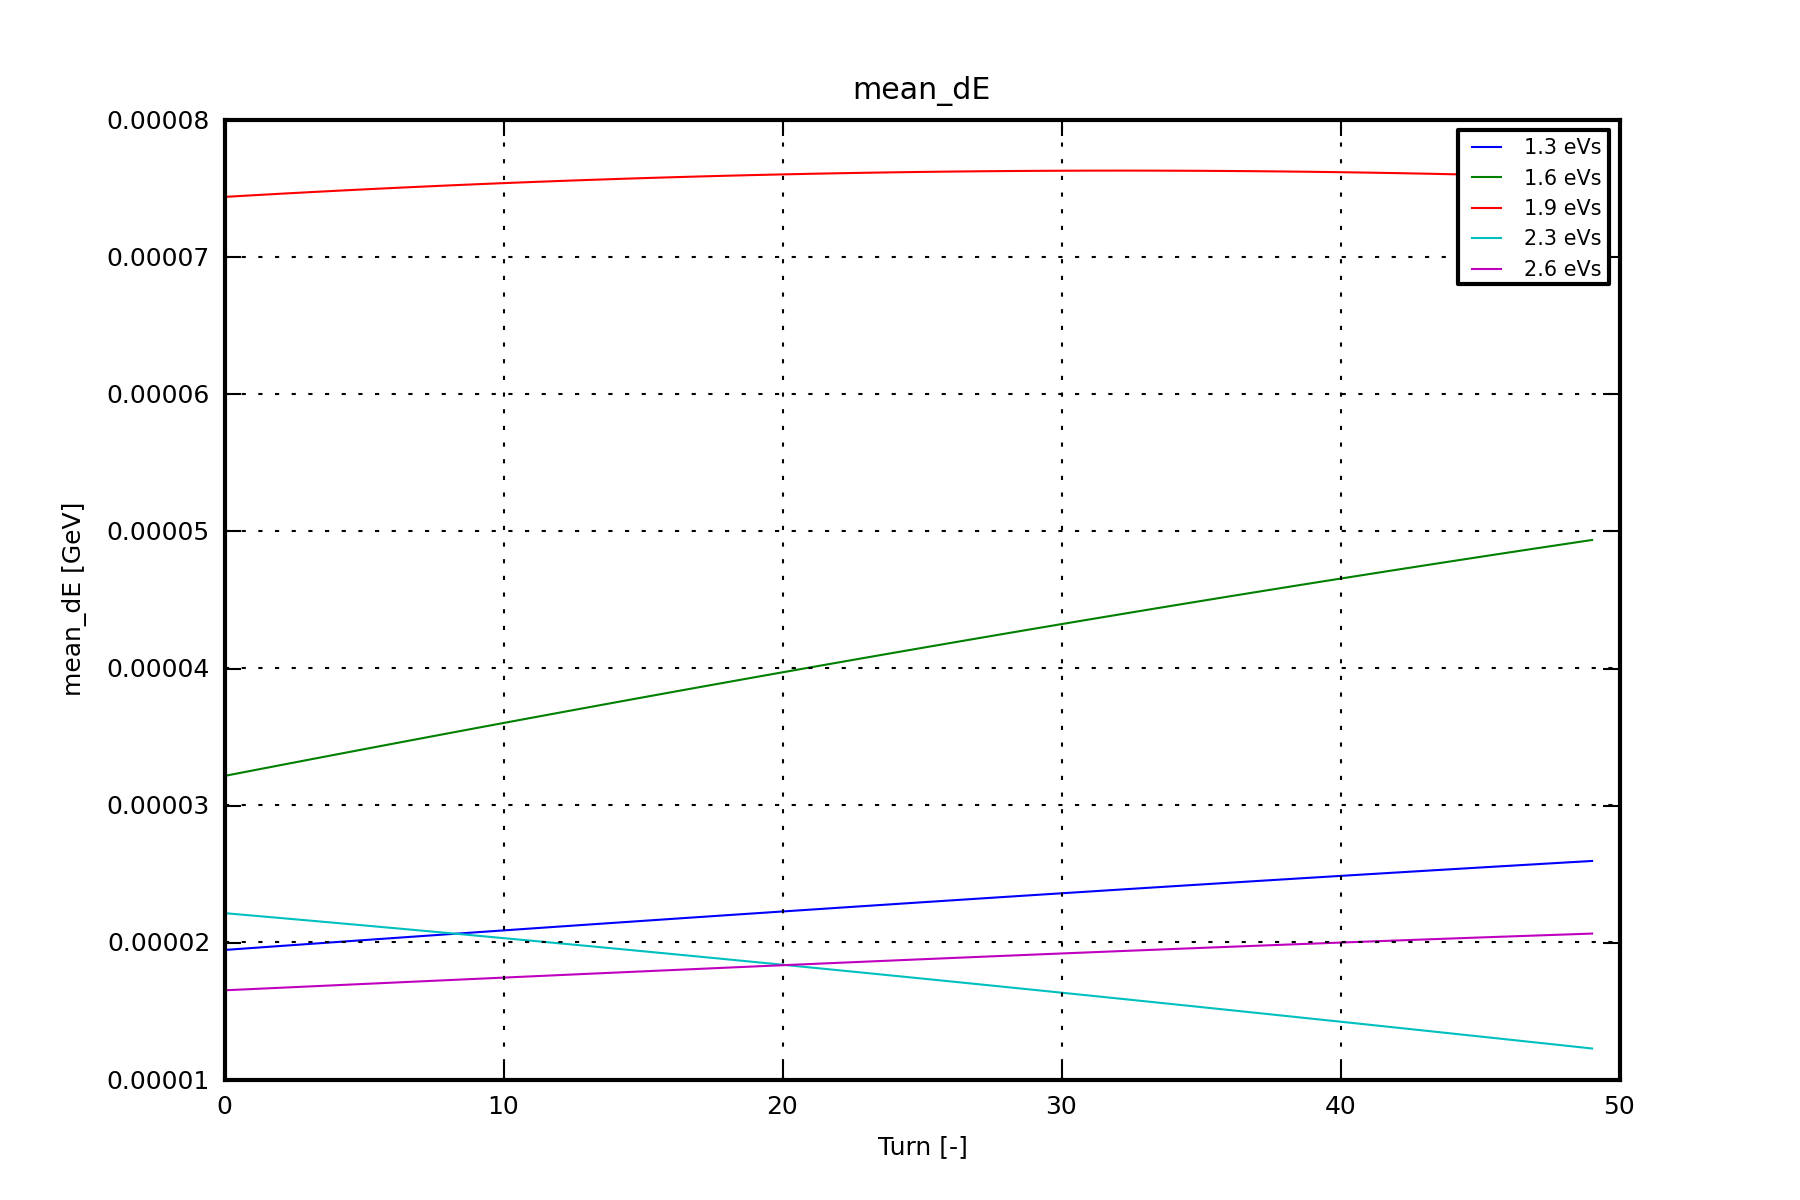 mean_dE
0.00008
0.00007
0.00006
0.00005
0.00004
0.00003
0.00002
0.00001
mean_dE [GeV]
1.3 eVs
1.6 eVs
1.9 eVs
2.3 eVs
2.6 eVs
0 10 20 30 40 50
Turn [-]